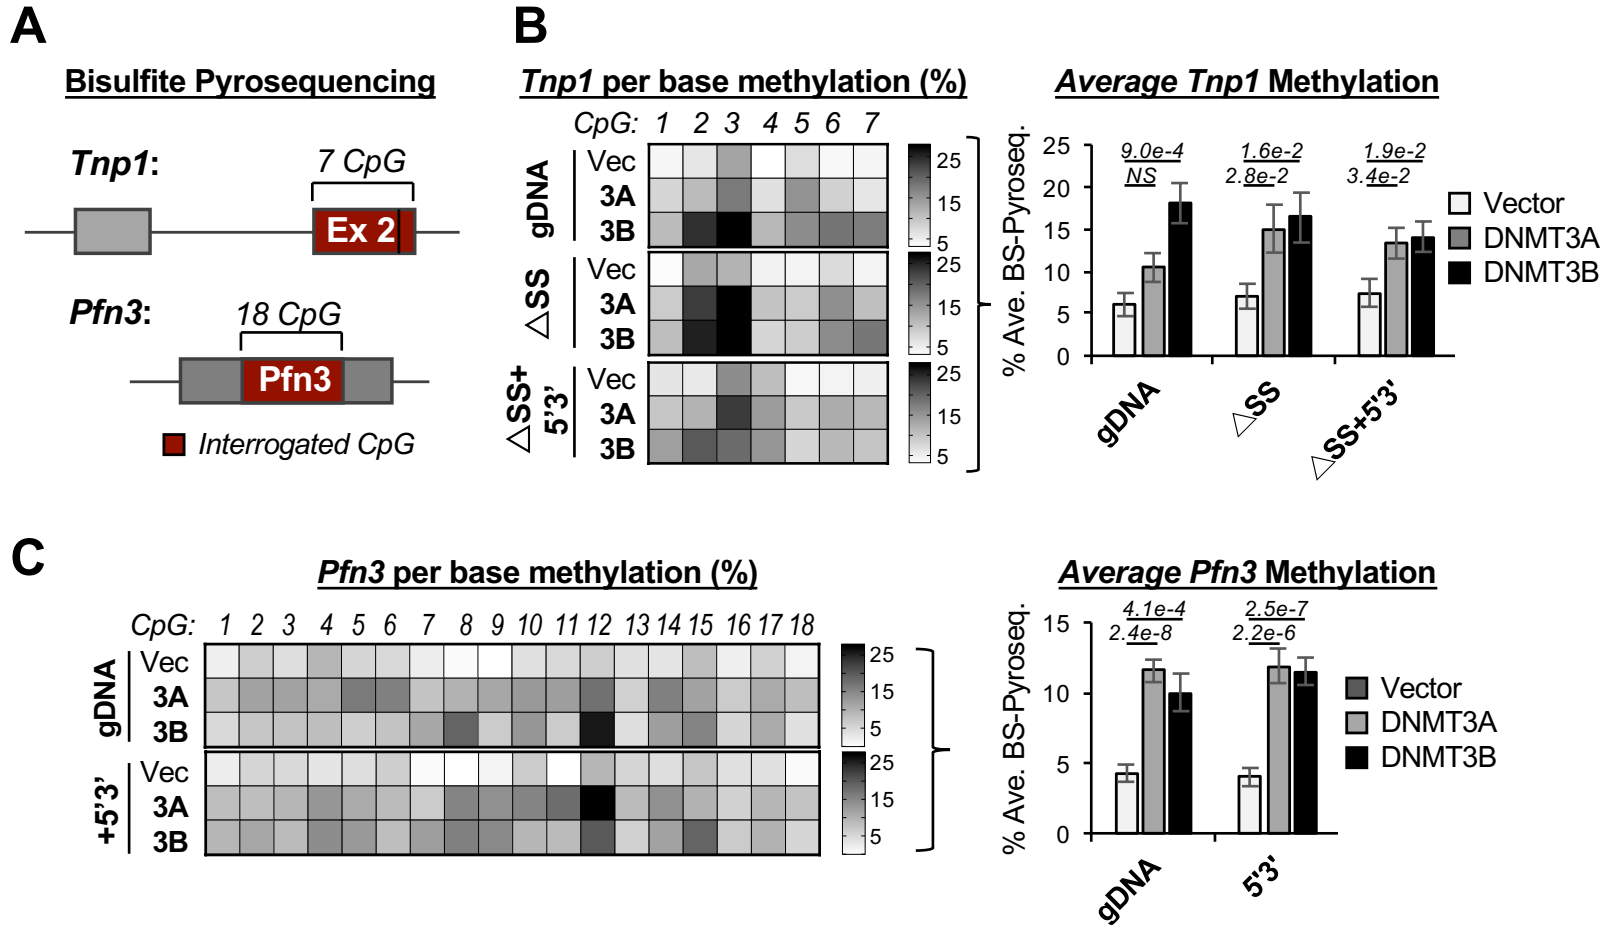 A
Bisulfite Pyrosequencing
Tnp1:
7 CpG
Ex 2
Pfn3:
18 CpG
Pfn3
Interrogated CpG
B
Tnp1 per base methylation (%)
CpG: 1 2 3 4 5 6 7
gDNA
Vec
3A
3B
25
15
5
△SS
Vec
3A
3B
25
15
5
△SS+
5'3'
Vec
3A
3B
25
15
5
Average Tnp1 Methylation
% Ave. BS-Pyroseq.
25
20
15
10
5
0
9.0e-4
NS
1.6e-2
2.8e-2
1.9e-2
3.4e-2
gDNA
△SS
△SS+5'3'
Vector
DNMT3A
DNMT3B
C
Pfn3 per base methylation (%)
CpG: 1 2 3 4 5 6 7 8 9 10 11 12 13 14 15 16 17 18
gDNA
Vec
3A
3B
25
15
5
+5'3'
Vec
3A
3B
25
15
5
Average Pfn3 Methylation
% Ave. BS-Pyroseq.
15
10
5
0
4.1e-4
2.4e-8
2.5e-7
2.2e-6
gDNA
5'3'
Vector
DNMT3A
DNMT3B